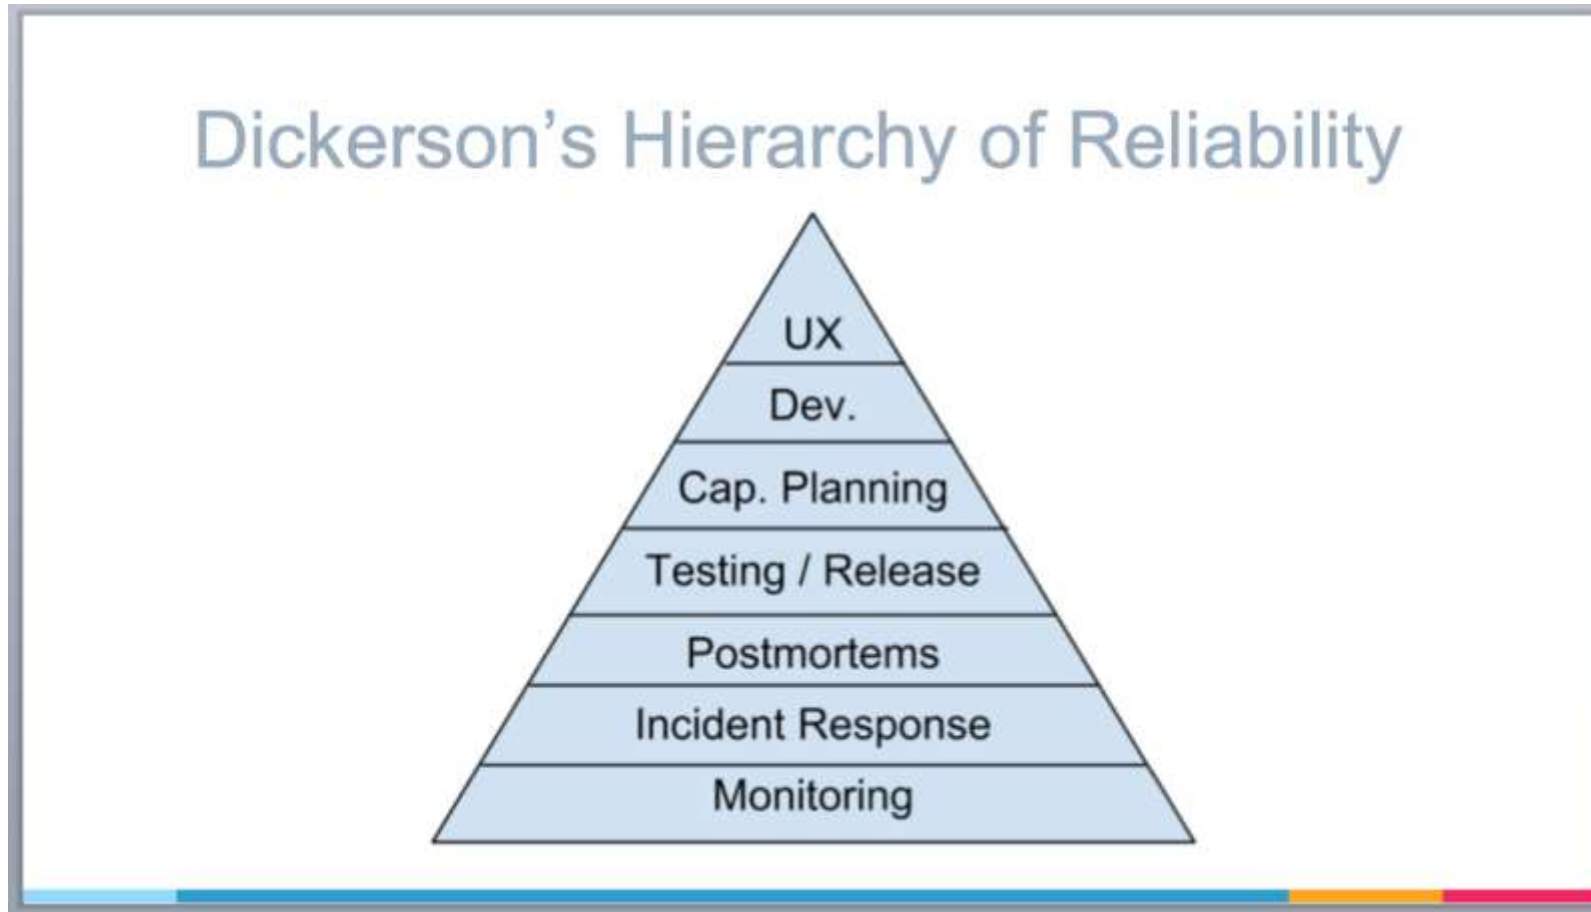 Dickerson’s Hierarchy of Reliability
UX
Dev.
Cap. Planning
Testing / Release
Postmortems
Incident Response
Monitoring